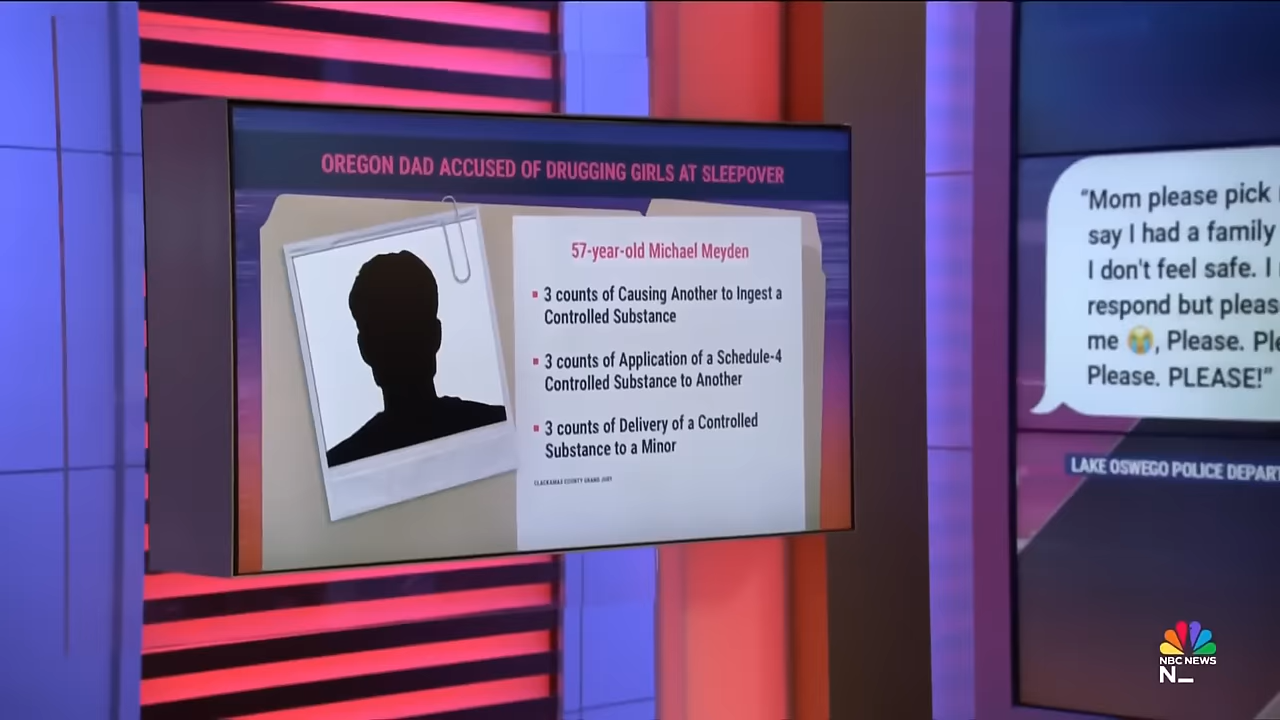 OREGON DAD ACCUSED OF DRUGGING GIRLS AT SLEEPOVER
57-year-old Michael Meyden
3 counts of Causing Another to Ingest a
Controlled Substance
3 counts of Application of a Schedule-4
Controlled Substance to Another
3 counts of Delivery of a Controlled
Substance to a Minor
CLACKAMAS COUNTY GRAND JURY
“Mom please pick
say I had a family
I don't feel safe. I
respond but pleas
me 😭, Please. Ple
Please. PLEASE!”
LAKE OSWEGO POLICE DEPAR
NBC NEWS
N_